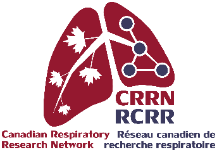 CRRN
RCRR
Canadian Respiratory Research Network
Réseau canadien de recherche respiratoire